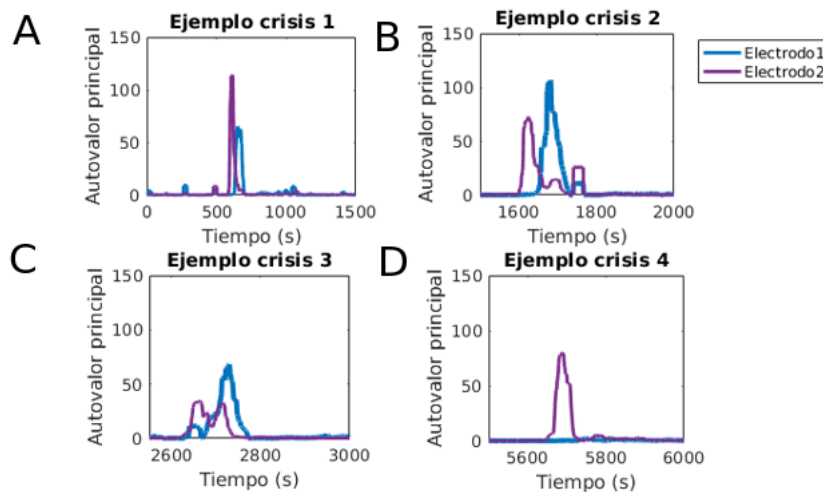 A
Ejemplo crisis 1
Autovalor principal
150
100
50
0
0 500 1000 1500
Tiempo (s)
B
Ejemplo crisis 2
Autovalor principal
150
100
50
0
1600 1800 2000
Tiempo (s)
Electrodo1
Electrodo2
C
Ejemplo crisis 3
Autovalor principal
150
100
50
0
2600 2800 3000
Tiempo (s)
D
Ejemplo crisis 4
Autovalor principal
150
100
50
0
5600 5800 6000
Tiempo (s)